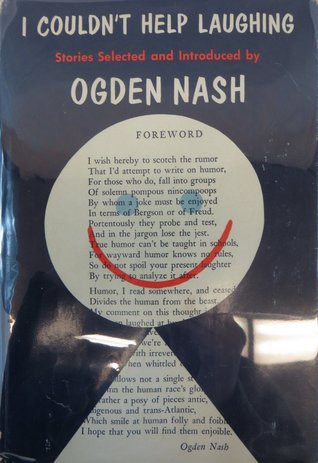 I COULDN'T HELP LAUGHING
Stories Selected and Introduced by
OGDEN NASH
FOREWORD
I wish hereby to scotch the rumor
That I'd attempt to write on humor,
For those who do, fall into groups
Of solemn pompous nincompoops
By whom a joke must be enjoyed
In terms of Bergson or of Freud.
Portentously they probe and test,
And in the jargon lose the jest.
True humor can't be taught in schools,
For wayward humor knows no rules,
So do not spoil your present laughter
By trying to analyze it after.
Humor, I read somewhere, and ceased
Divides the human from the beast,
My comment on this thought
laughed at
we're
with irrever
hen whittled
llows not a single
n the human race's
rather a posy of pieces antic,
genous and trans-Atlantic,
Which smile at human folly and foible
I hope that you will find them enjoible.
Ogden Nash